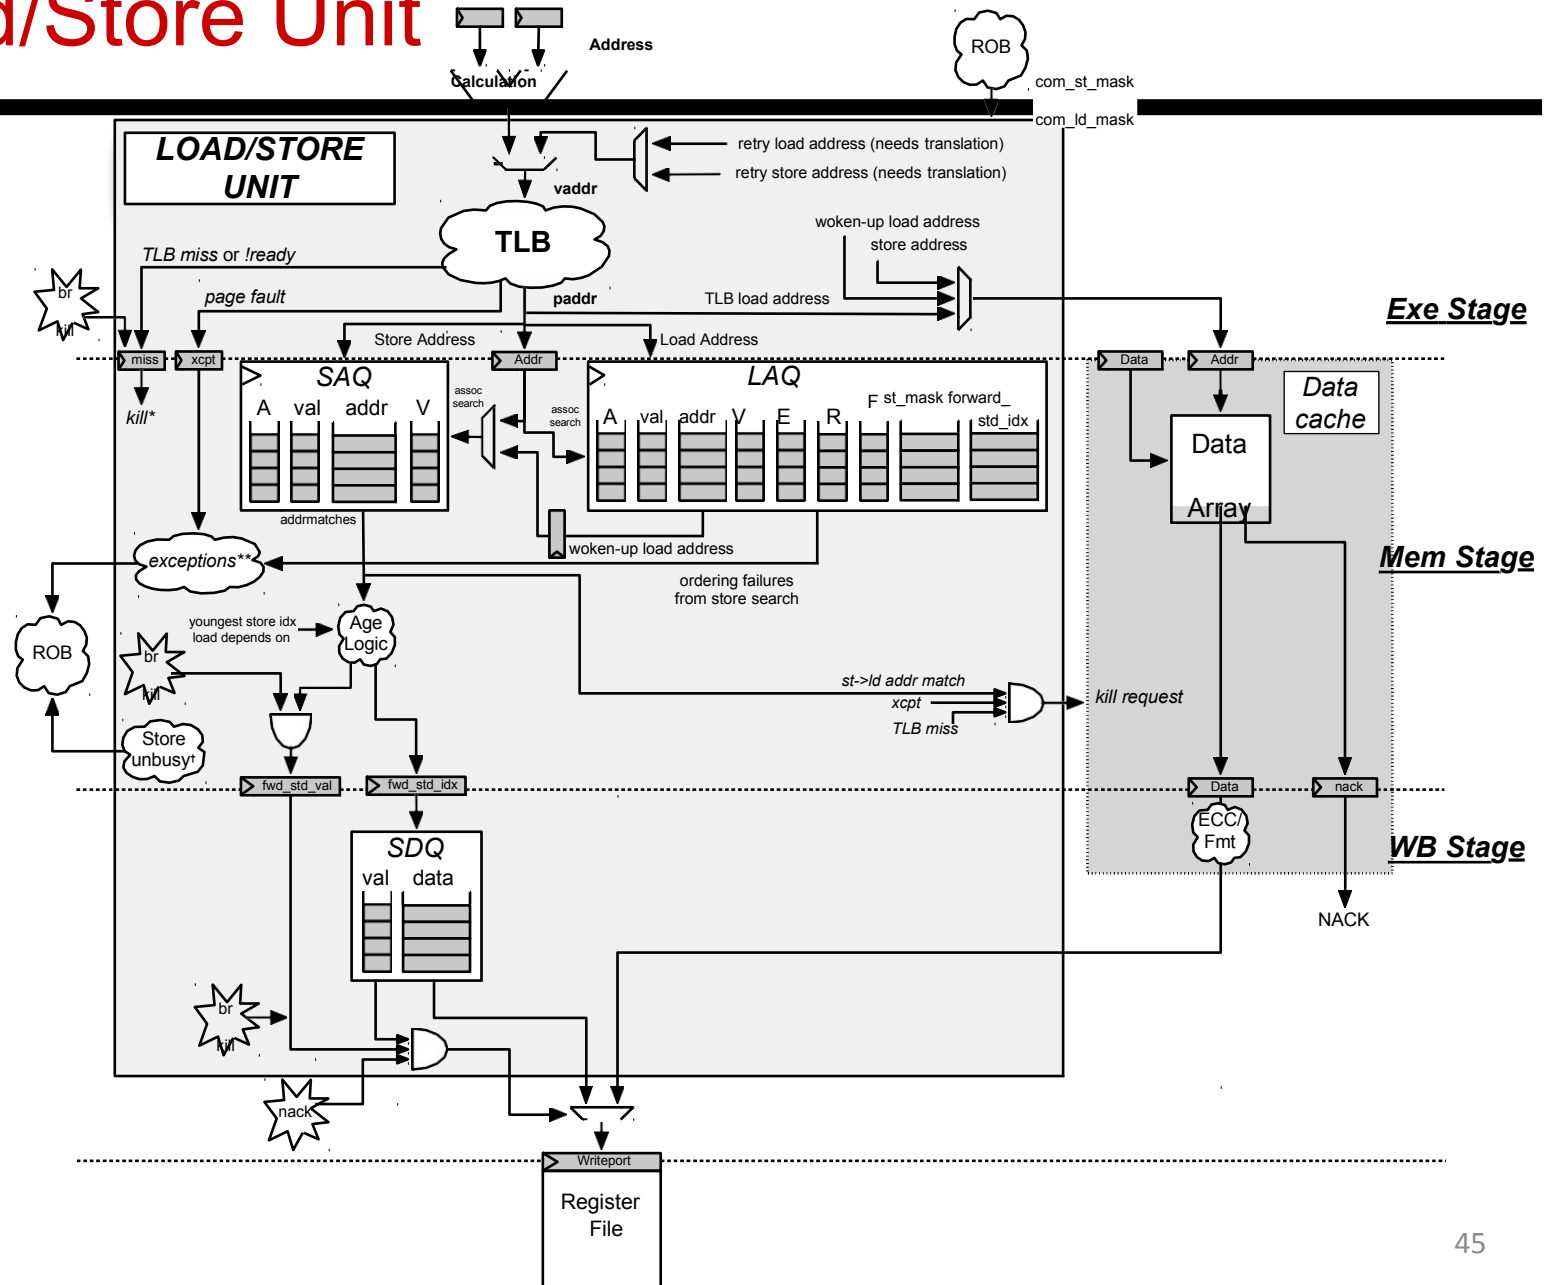 d/Store Unit
Address
Calculation
ROB
com_st_mask
com_ld_mask
LOAD/STORE
UNIT
retry load address (needs translation)
retry store address (needs translation)
vaddr
TLB
woken-up load address
store address
TLB miss or !ready
br
kill
page fault
paddr
TLB load address
Exe Stage
Store Address
Load Address
miss
xcpt
Addr
Data
Addr
kill*
SAQ
A val addr V
assoc
search
assoc
search
LAQ
A val addr V E R F st_mask forward_
std_idx
Data
cache
Data
Array
addrmatches
woken-up load address
exceptions**
Mem Stage
ordering failures
from store search
youngest store idx
load depends on
Age
Logic
ROB
br
kill
st->ld addr match
xcpt
TLB miss
kill request
Store
unbusy†
fwd_std_val
fwd_std_idx
Data
nack
ECC/
Fmt
WB Stage
SDQ
val data
NACK
br
kill
nack
Writeport
Register
File
45